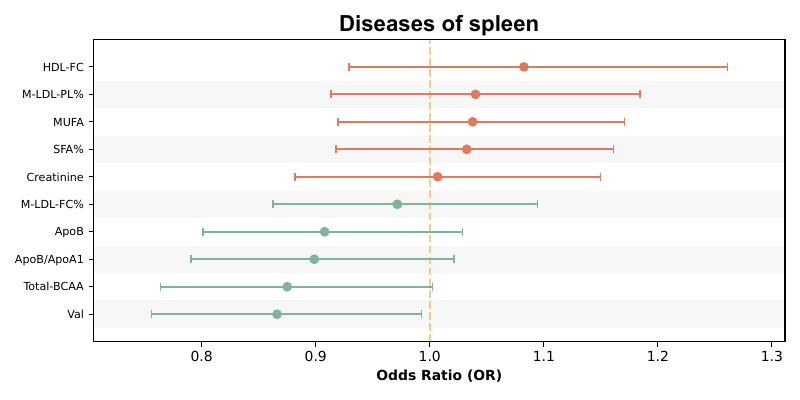 Diseases of spleen
HDL-FC
M-LDL-PL%
MUFA
SFA%
Creatinine
M-LDL-FC%
ApoB
ApoB/ApoA1
Total-BCAA
Val
0.8 0.9 1.0 1.1 1.2 1.3
Odds Ratio (OR)